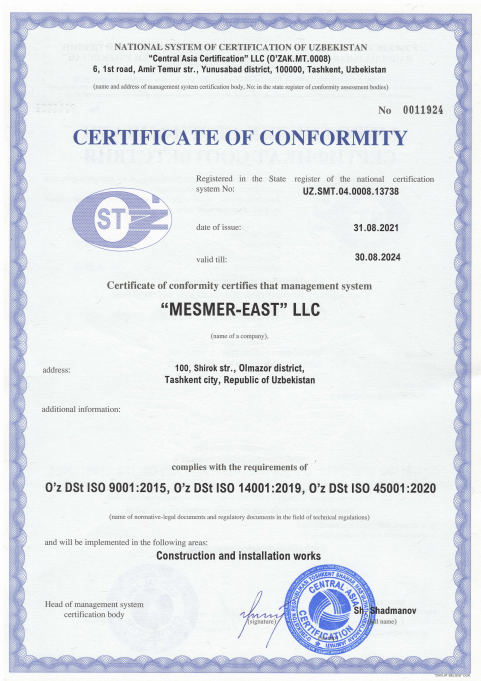 NATIONAL SYSTEM OF CERTIFICATION OF UZBEKISTAN
“Central Asia Certification” LLC (O’ZAK.MT.0008)
6, 1st road, Amir Temur str., Yunusabad district, 100000, Tashkent, Uzbekistan
(name and address of management system certification body, No: in the state register of conformity assessment bodies)
No 0011924
CERTIFICATE OF CONFORMITY
Registered in the State register of the national certification
system No: UZ.SMT.04.0008.13738
ST
date of issue: 31.08.2021
valid till: 30.08.2024
Certificate of conformity certifies that management system
“MESMER-EAST” LLC
(name of a company),
address: 100, Shirok str., Olmazor district,
Tashkent city, Republic of Uzbekistan
additional information:
complies with the requirements of
O’z DSt ISO 9001:2015, O’z DSt ISO 14001:2019, O’z DSt ISO 45001:2020
(name of normative-legal documents and regulatory documents in the field of technical regulations)
and will be implemented in the following areas:
Construction and installation works
Head of management system
certification body
(signature)
CENTRAL ASIA
CERTIFICATION
Sh. Shadmanov
name)